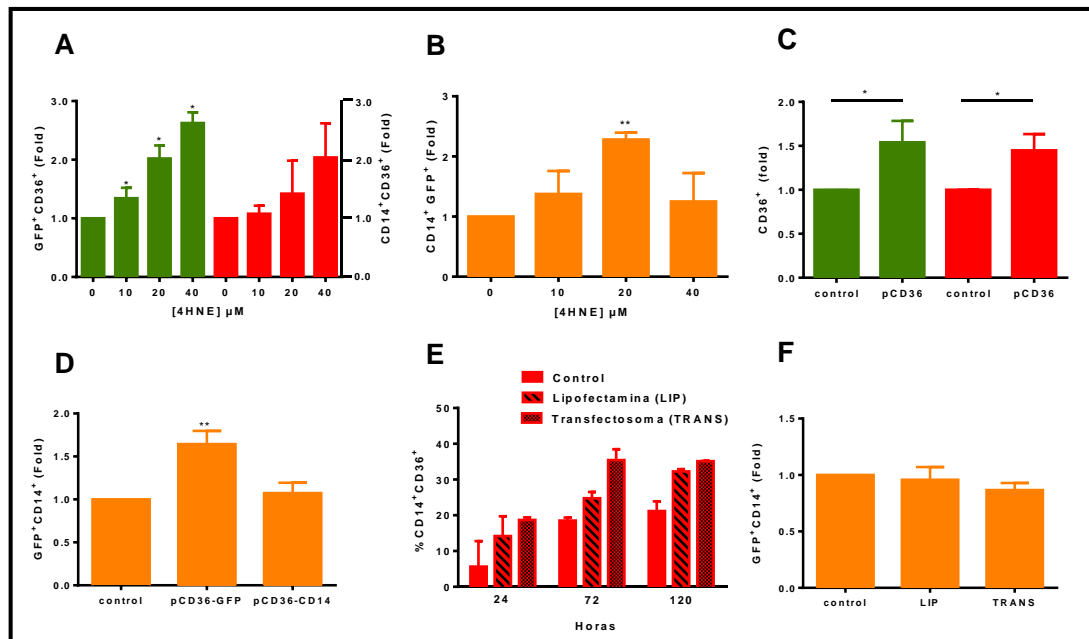 A
GFP+CD36+ (Fold)
3.0
2.0
1.0
0.0
3.0
2.0
1.0
0.0
CD14+CD36+ (Fold)
* * *
0 10 20 40 0 10 20 40
[4HNE] µM
B
CD14+ GFP+ (Fold)
3
2
1
0
**
0 10 20 40
[4HNE] µM
C
CD36+ (fold)
2.0
1.5
1.0
0.5
0.0
* *
control pCD36 control pCD36
D
GFP+CD14+ (Fold)
2.0
1.5
1.0
0.5
0.0
**
control pCD36-GFP pCD36-CD14
E
Control
Lipofectamina (LIP)
Transfectosoma (TRANS)
%CD14+CD36+
50
40
30
20
10
0
24 72 120
Horas
F
GFP+CD14+ (Fold)
1.5
1.0
0.5
0.0
control LIP TRANS